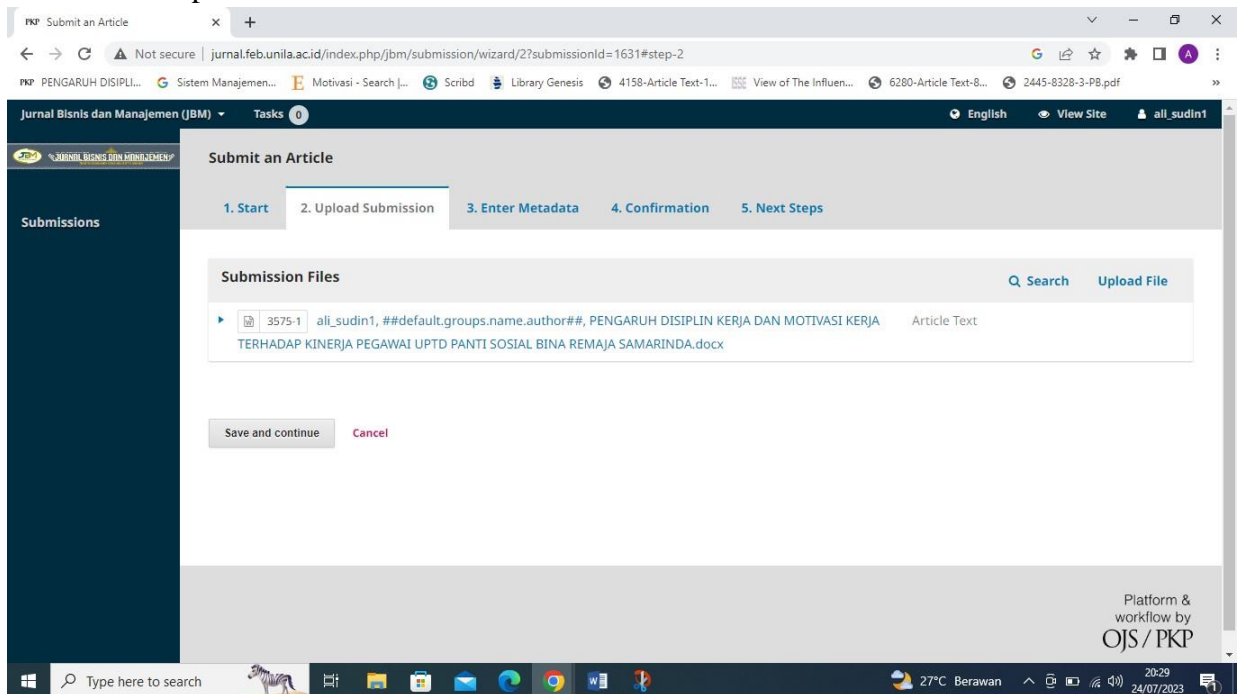 PKP Submit an Article
Not secure | jurnal.feb.unila.ac.id/index.php/jbm/submission/wizard/2?submissionId=1631#step-2
PKP PENGARUH DISIPLI... G Sistem Manajemen... E Motivasi - Search |... Scribd Library Genesis 4158-Article Text-1... View of The Influen... 6280-Article Text-8... 2445-8328-3-PB.pdf »
Jurnal Bisnis dan Manajemen (JBM) Tasks 0 English View Site ali_sudin1
JBM JURNAL BISNIS DAN MANAJEMEN
Submit an Article
1. Start 2. Upload Submission 3. Enter Metadata 4. Confirmation 5. Next Steps
Submissions
Submission Files
Search Upload File
3575-1 ali_sudin1, ##default.groups.name.author##, PENGARUH DISIPLIN KERJA DAN MOTIVASI KERJA Article Text
TERHADAP KINERJA PEGAWAI UPTD PANTI SOSIAL BINA REMAJA SAMARINDA.docx
Save and continue Cancel
Platform &
workflow by
OJS / PKP
Type here to search
27°C Berawan
20:29
24/07/2023